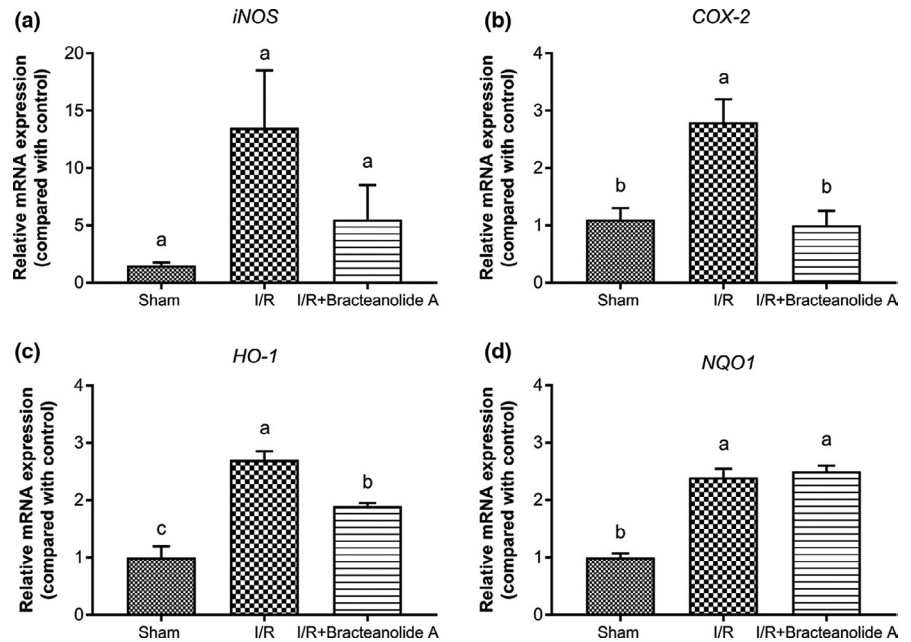 (a)
iNOS
Relative mRNA expression
(compared with control)
20
15
10
5
0
a
a
a
Sham
I/R
I/R+Bracteanolide A
(b)
COX-2
Relative mRNA expression
(compared with control)
4
3
2
1
0
b
a
b
Sham
I/R
I/R+Bracteanolide A
(c)
HO-1
Relative mRNA expression
(compared with control)
4
3
2
1
0
c
a
b
Sham
I/R
I/R+Bracteanolide A
(d)
NQO1
Relative mRNA expression
(compared with control)
4
3
2
1
0
b
a
a
Sham
I/R
I/R+Bracteanolide A